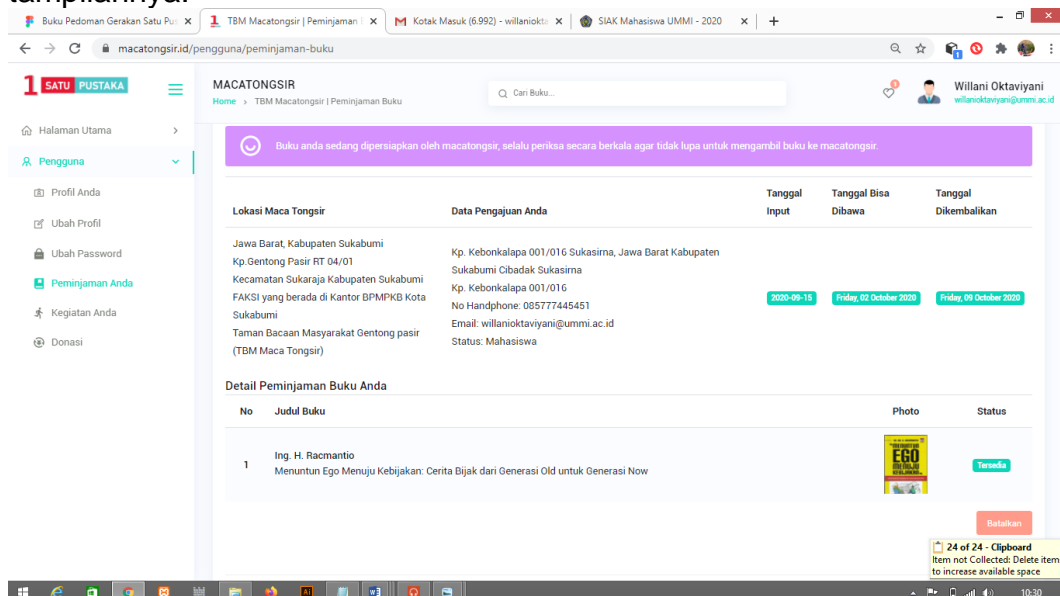 tampilannya.
Buku Pedoman Gerakan Satu Pus
TBM Macatongsir | Peminjaman
Kotak Masuk (6.992) - willaniokta
SIAK Mahasiswa UMMI - 2020
macatongsir.id/pengguna/peminjaman-buku
1 SATU PUSTAKA
MACATONGSIR
Home > TBM Macatongsir | Peminjaman Buku
Cari Buku...
Willani Oktaviyani
willanioktaviyani@ummi.ac.id
Halaman Utama
Pengguna
Profil Anda
Ubah Profil
Ubah Password
Peminjaman Anda
Kegiatan Anda
Donasi
Buku anda sedang dipersiapkan oleh macatongsir, selalu periksa secara berkala agar tidak lupa untuk mengambil buku ke macatongsir.
Lokasi Maca Tongsir
Data Pengajuan Anda
Tanggal
Input
Tanggal Bisa
Dibawa
Tanggal
Dikembalikan
Jawa Barat, Kabupaten Sukabumi
Kp.Gentong Pasir RT 04/01
Kecamatan Sukaraja Kabupaten Sukabumi
FAKSI yang berada di Kantor BPMPKB Kota
Sukabumi
Taman Bacaan Masyarakat Gentong pasir
(TBM Maca Tongsir)
Kp. Kebonkalapa 001/016 Sukasirna, Jawa Barat Kabupaten
Sukabumi Cibadak Sukasirna
Kp. Kebonkalapa 001/016
No Handphone: 085777445451
Email: willanioktaviyani@ummi.ac.id
Status: Mahasiswa
2020-09-15
Friday, 02 October 2020
Friday, 09 October 2020
Detail Peminjaman Buku Anda
No Judul Buku Photo Status
1
Ing. H. Racmantio
Menuntun Ego Menuju Kebijakan: Cerita Bijak dari Generasi Old untuk Generasi Now
MENUNTUN
EGO
MENUJU
Tersedia
Batalkan
24 of 24 - Clipboard
Item not Collected: Delete item
to increase available space
10:30